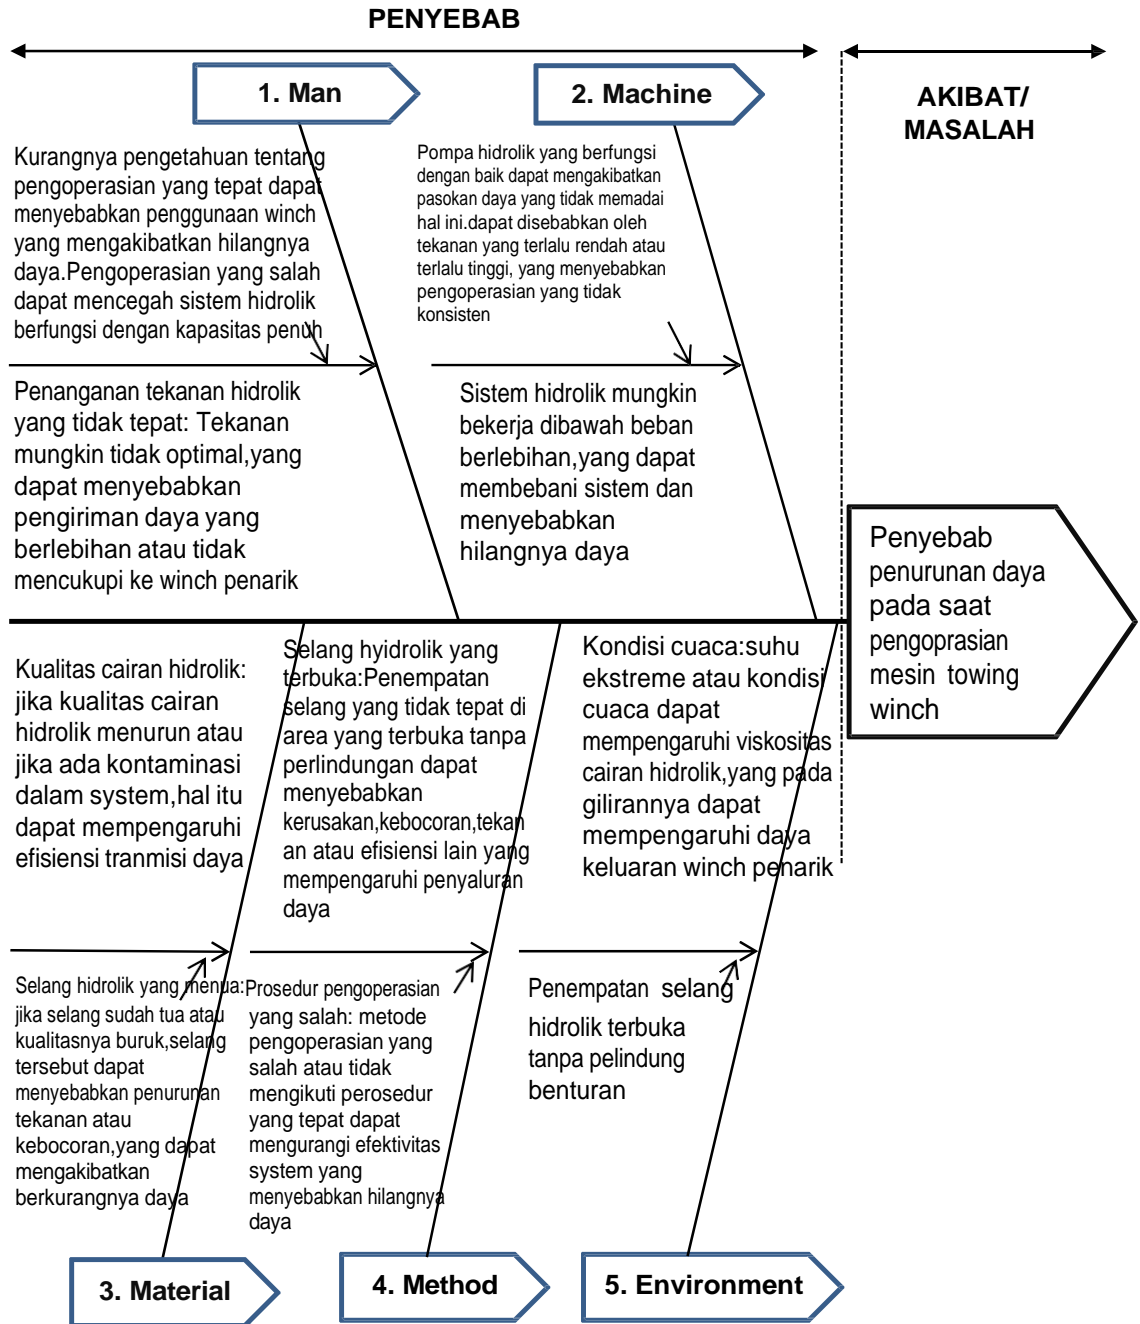 PENYEBAB
1. Man
2. Machine
AKIBAT/
MASALAH
Kurangnya pengetahuan tentang
pengoperasian yang tepat dapat
menyebabkan penggunaan winch
yang mengakibatkan hilangnya
daya.Pengoperasian yang salah
dapat mencegah sistem hidrolik
berfungsi dengan kapasitas penuh
Pompa hidrolik yang berfungsi
dengan baik dapat mengakibatkan
pasokan daya yang tidak memadai
hal ini.dapat disebabkan oleh
tekanan yang terlalu rendah atau
terlalu tinggi, yang menyebabkan
pengoperasian yang tidak
konsisten
Penanganan tekanan hidrolik
yang tidak tepat: Tekanan
mungkin tidak optimal,yang
dapat menyebabkan
pengiriman daya yang
berlebihan atau tidak
mencukupi ke winch penarik
Sistem hidrolik mungkin
bekerja dibawah beban
berlebihan,yang dapat
membebani sistem dan
menyebabkan
hilangnya daya
Penyebab
penurunan daya
pada saat
pengoprasian
mesin towing
winch
Kualitas cairan hidrolik:
jika kualitas cairan
hidrolik menurun atau
jika ada kontaminasi
dalam system,hal itu
dapat mempengaruhi
efisiensi tranmisi daya
Selang hyidrolik yang
terbuka:Penempatan
selang yang tidak tepat di
area yang terbuka tanpa
perlindungan dapat
menyebabkan
kerusakan,kebocoran,tekan
an atau efisiensi lain yang
mempengaruhi penyaluran
daya
Kondisi cuaca:suhu
ekstreme atau kondisi
cuaca dapat
mempengaruhi viskositas
cairan hidrolik,yang pada
gilirannya dapat
mempengaruhi daya
keluaran winch penarik
Selang hidrolik yang menua:
jika selang sudah tua atau
kualitasnya buruk,selang
tersebut dapat
menyebabkan penurunan
tekanan atau
kebocoran,yang dapat
mengakibatkan
berkurangnya daya
Prosedur pengoperasian
yang salah: metode
pengoperasian yang
salah atau tidak
mengikuti perosedur
yang tepat dapat
mengurangi efektivitas
system yang
menyebabkan hilangnya
daya
Penempatan selang
hidrolik terbuka
tanpa pelindung
benturan
3. Material
4. Method
5. Environment